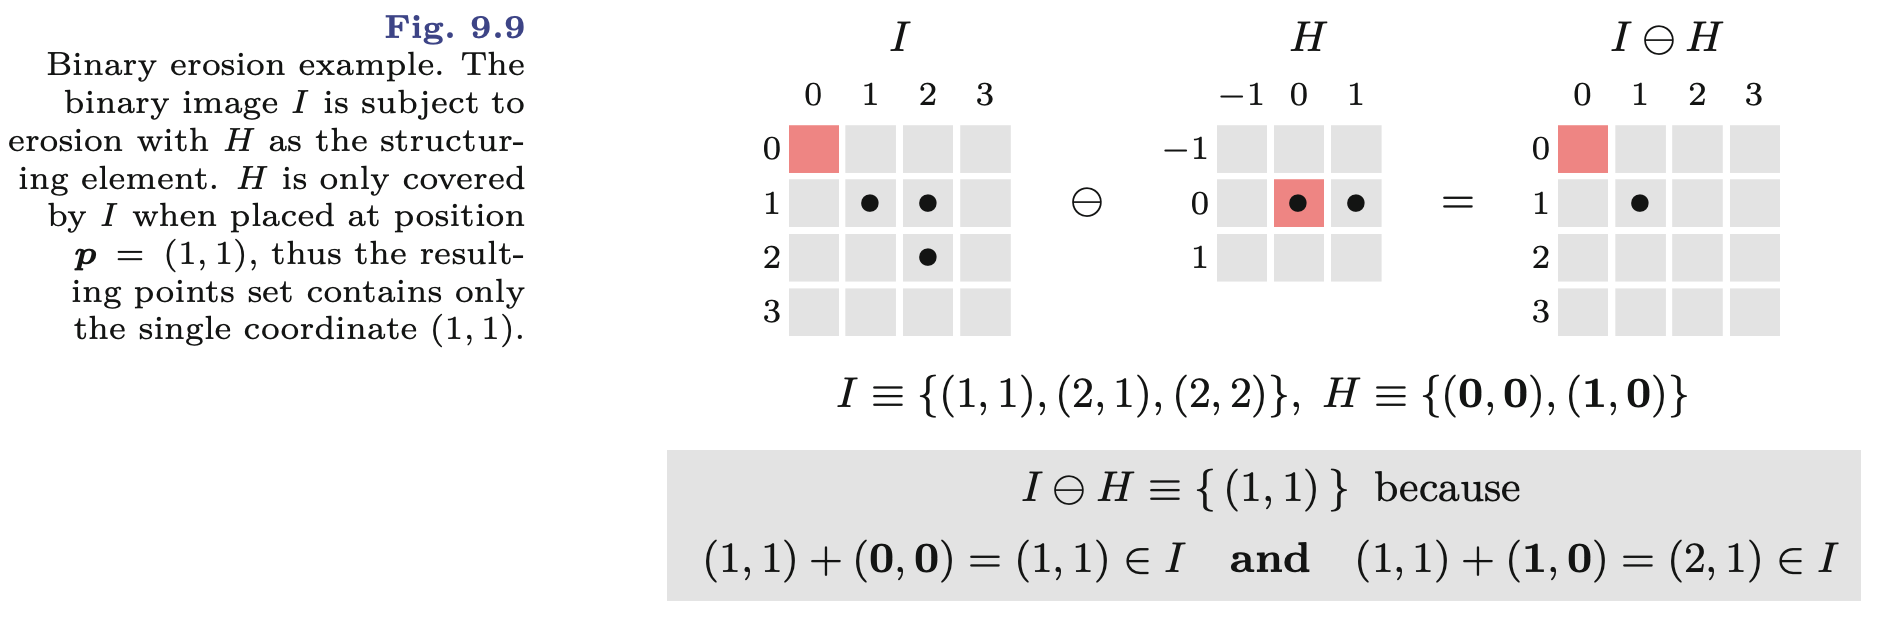 Fig. 9.9
Binary erosion example. The
binary image I is subject to
erosion with H as the structur-
ing element. H is only covered
by I when placed at position
p = (1, 1), thus the result-
ing points set contains only
the single coordinate (1, 1).
I H I ⊖ H
0 1 2 3 −1 0 1 0 1 2 3
0 −1 0
1 ⊖ 0 = 1
2 1 2
3 3
I ≡ {(1, 1), (2, 1), (2, 2)}, H ≡ {(0, 0), (1, 0)}
I ⊖ H ≡ { (1, 1) } because
(1, 1) + (0, 0) = (1, 1) ∈ I and (1, 1) + (1, 0) = (2, 1) ∈ I